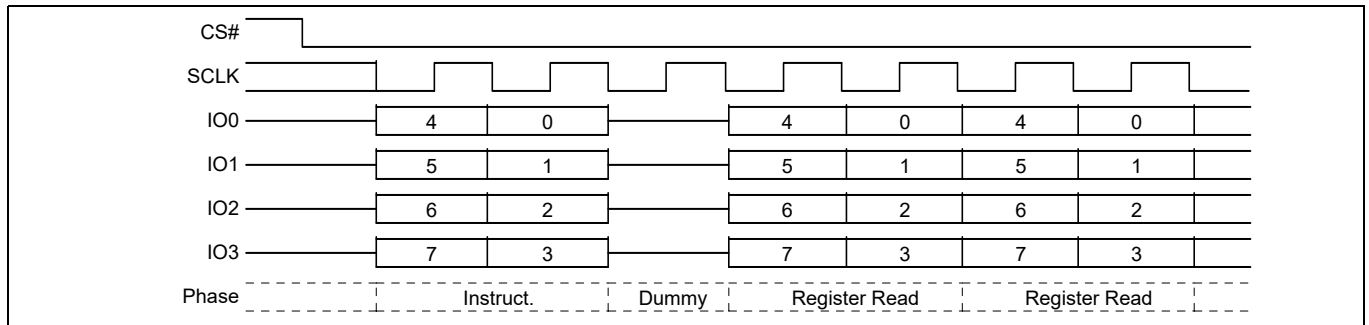 CS#
SCLK
IO0 4 0 4 0 4 0
IO1 5 1 5 1 5 1
IO2 6 2 6 2 6 2
IO3 7 3 7 3 7 3
Phase Instruct. Dummy Register Read Register Read